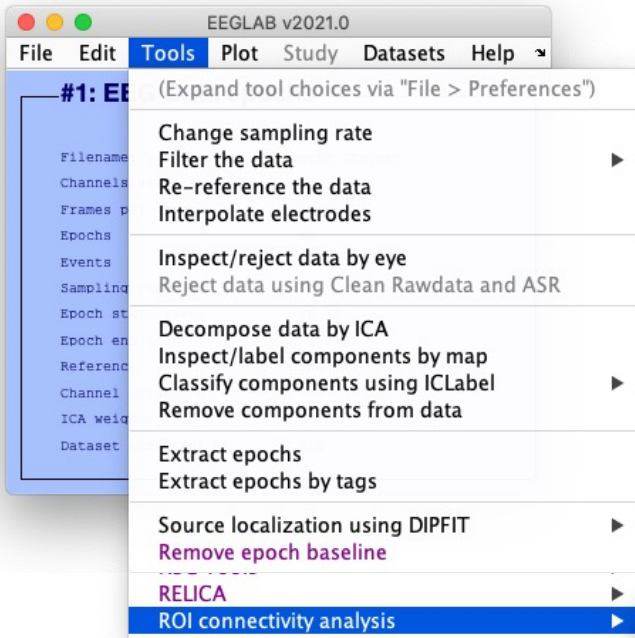 EEGLAB v2021.0
File Edit Tools Plot Study Datasets Help
#1: EE
(Expand tool choices via "File > Preferences")
Change sampling rate
Filename
Filter the data
Channels
Re-reference the data
Frames p
Interpolate electrodes
Epochs
Events
Inspect/reject data by eye
Sampling
Reject data using Clean Rawdata and ASR
Epoch st
Decompose data by ICA
Epoch en
Inspect/label components by map
Referenc
Classify components using ICLabel
Channel
Remove components from data
ICA weig
Dataset
Extract epochs
Extract epochs by tags
Source localization using DIPFIT
Remove epoch baseline
RELICA
ROI connectivity analysis